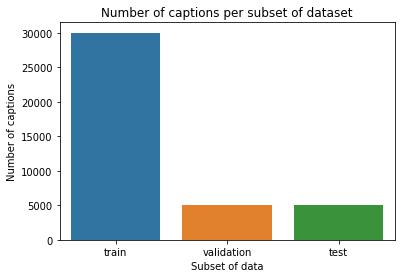 Number of captions per subset of dataset
Number of captions
30000
25000
20000
15000
10000
5000
0
train validation test
Subset of data